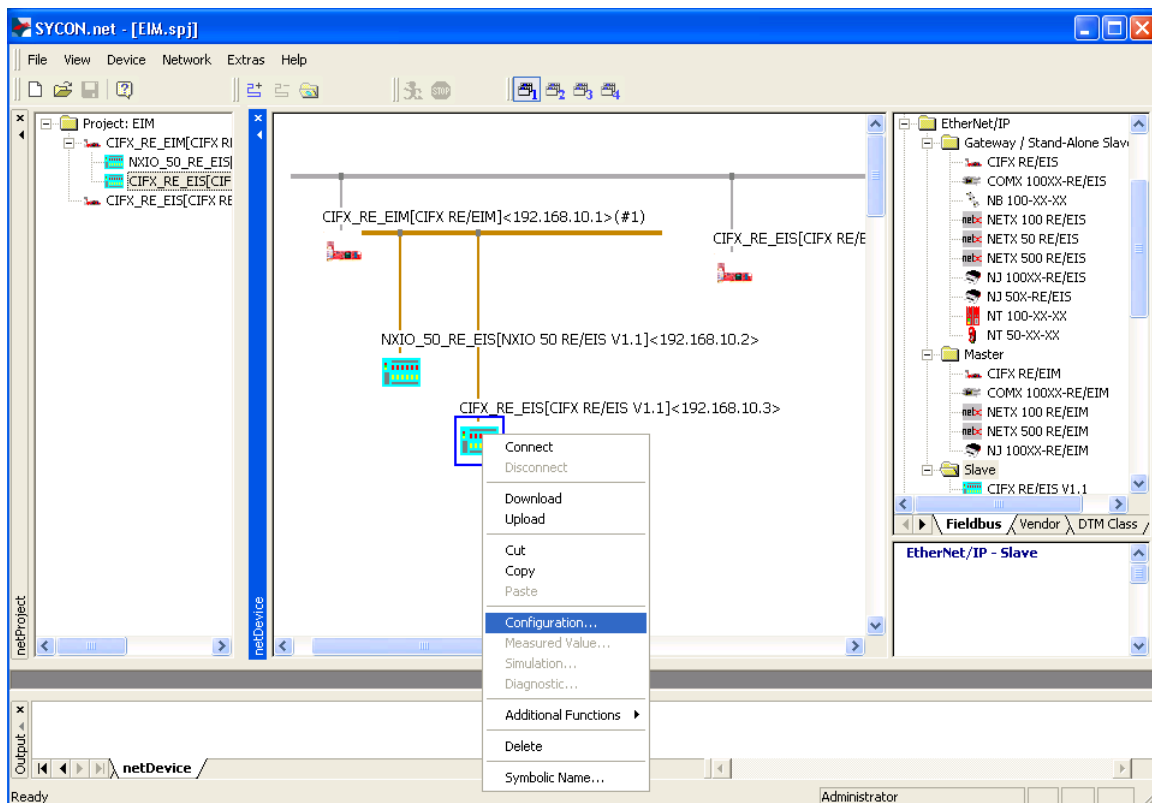 SYCON.net - [EIM.spj]
File View Device Network Extras Help
1 2 3 4
netProject
Project: EIM
CIFX_RE_EIM[CIFX RI
NXIO_50_RE_EIS[
CIFX_RE_EIS[CIF
CIFX_RE_EIS[CIFX RE
netDevice
CIFX_RE_EIM[CIFX RE/EIM]<192.168.10.1>(#1)
CIFX_RE_EIS[CIFX RE/E
NXIO_50_RE_EIS[NXIO 50 RE/EIS V1.1]<192.168.10.2>
CIFX_RE_EIS[CIFX RE/EIS V1.1]<192.168.10.3>
Connect
Disconnect
Download
Upload
Cut
Copy
Paste
Configuration...
Measured Value...
Simulation...
Diagnostic...
Additional Functions
Delete
Symbolic Name...
EtherNet/IP
Gateway / Stand-Alone Slav
CIFX RE/EIS
COMX 100XX-RE/EIS
NB 100-XX-XX
NETX 100 RE/EIS
NETX 50 RE/EIS
NETX 500 RE/EIS
NJ 100XX-RE/EIS
NJ 50X-RE/EIS
NT 100-XX-XX
NT 50-XX-XX
Master
CIFX RE/EIM
COMX 100XX-RE/EIM
NETX 100 RE/EIM
NETX 500 RE/EIM
NJ 100XX-RE/EIM
Slave
CIFX RE/EIS V1.1
Fieldbus Vendor DTM Class
EtherNet/IP - Slave
Output
netDevice
Ready
Administrator